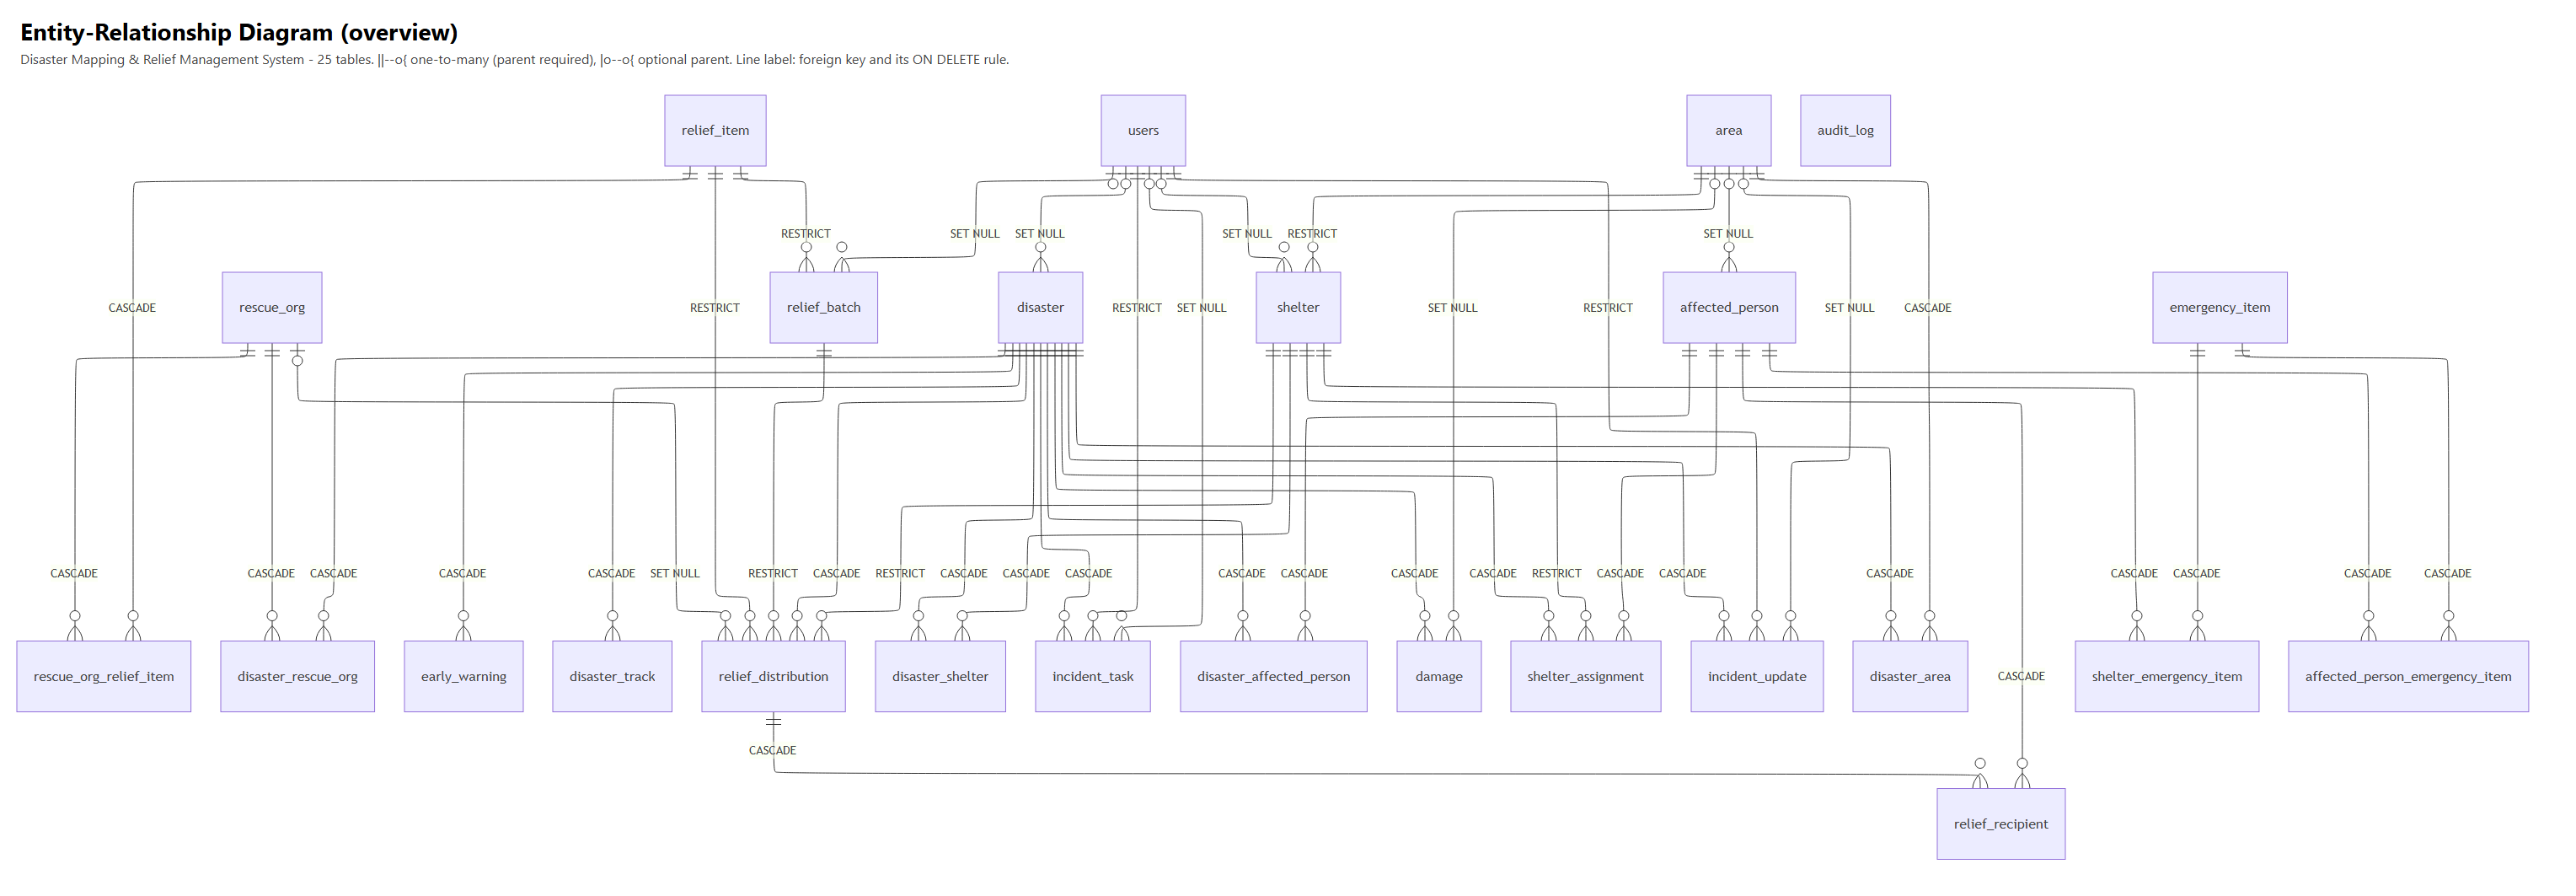 Entity-Relationship Diagram (overview)
Disaster Mapping & Relief Management System - 25 tables. ||--o{ one-to-many (parent required), |o--o{ optional parent. Line label: foreign key and its ON DELETE rule.
relief_item
users
area
audit_log
RESTRICT
SET NULL
SET NULL
SET NULL
RESTRICT
SET NULL
CASCADE
rescue_org
RESTRICT
relief_batch
disaster
RESTRICT
SET NULL
shelter
SET NULL
RESTRICT
affected_person
SET NULL
CASCADE
emergency_item
CASCADE
CASCADE
CASCADE
CASCADE
CASCADE
SET NULL
RESTRICT
CASCADE
RESTRICT
CASCADE
CASCADE
CASCADE
CASCADE
CASCADE
CASCADE
CASCADE
RESTRICT
CASCADE
CASCADE
CASCADE
CASCADE
CASCADE
CASCADE
CASCADE
rescue_org_relief_item
disaster_rescue_org
early_warning
disaster_track
relief_distribution
disaster_shelter
incident_task
disaster_affected_person
damage
shelter_assignment
incident_update
disaster_area
CASCADE
shelter_emergency_item
affected_person_emergency_item
CASCADE
relief_recipient